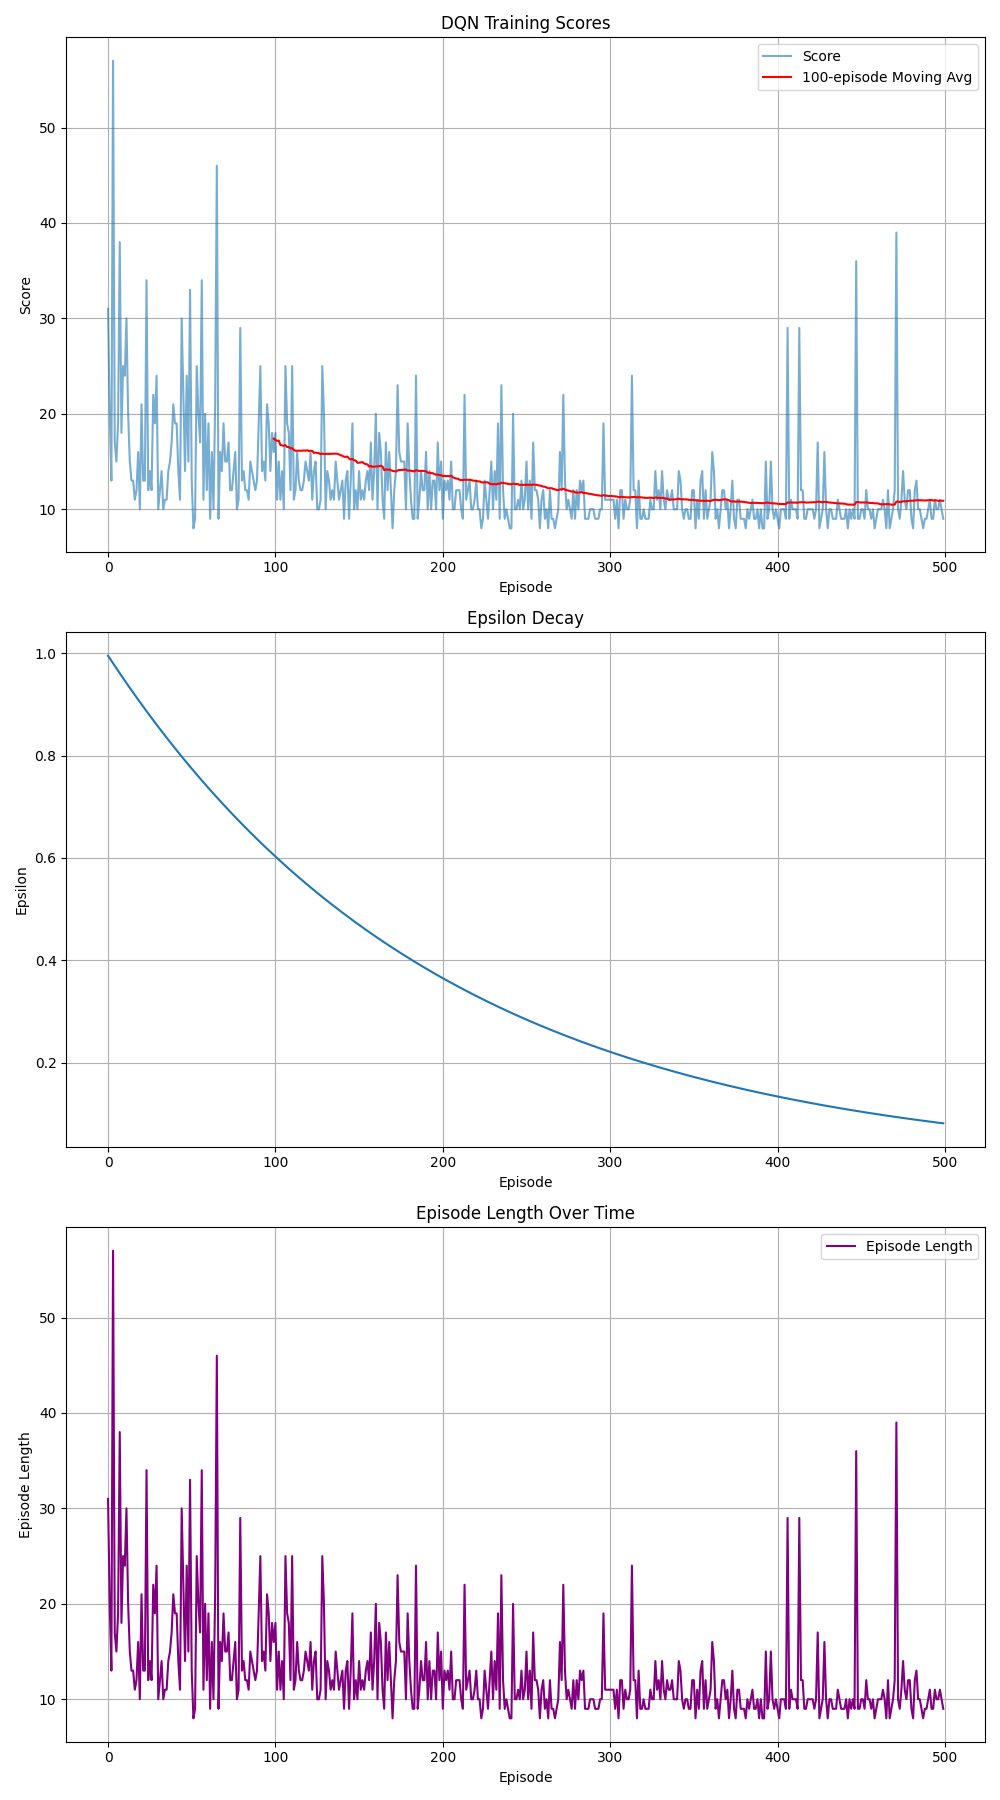 DQN Training Scores
Score
100-episode Moving Avg
50
40
30
20
10
Score
0 100 200 300 400 500
Episode
Epsilon Decay
1.0
0.8
0.6
0.4
0.2
Epsilon
0 100 200 300 400 500
Episode
Episode Length Over Time
Episode Length
50
40
30
20
10
Episode Length
0 100 200 300 400 500
Episode